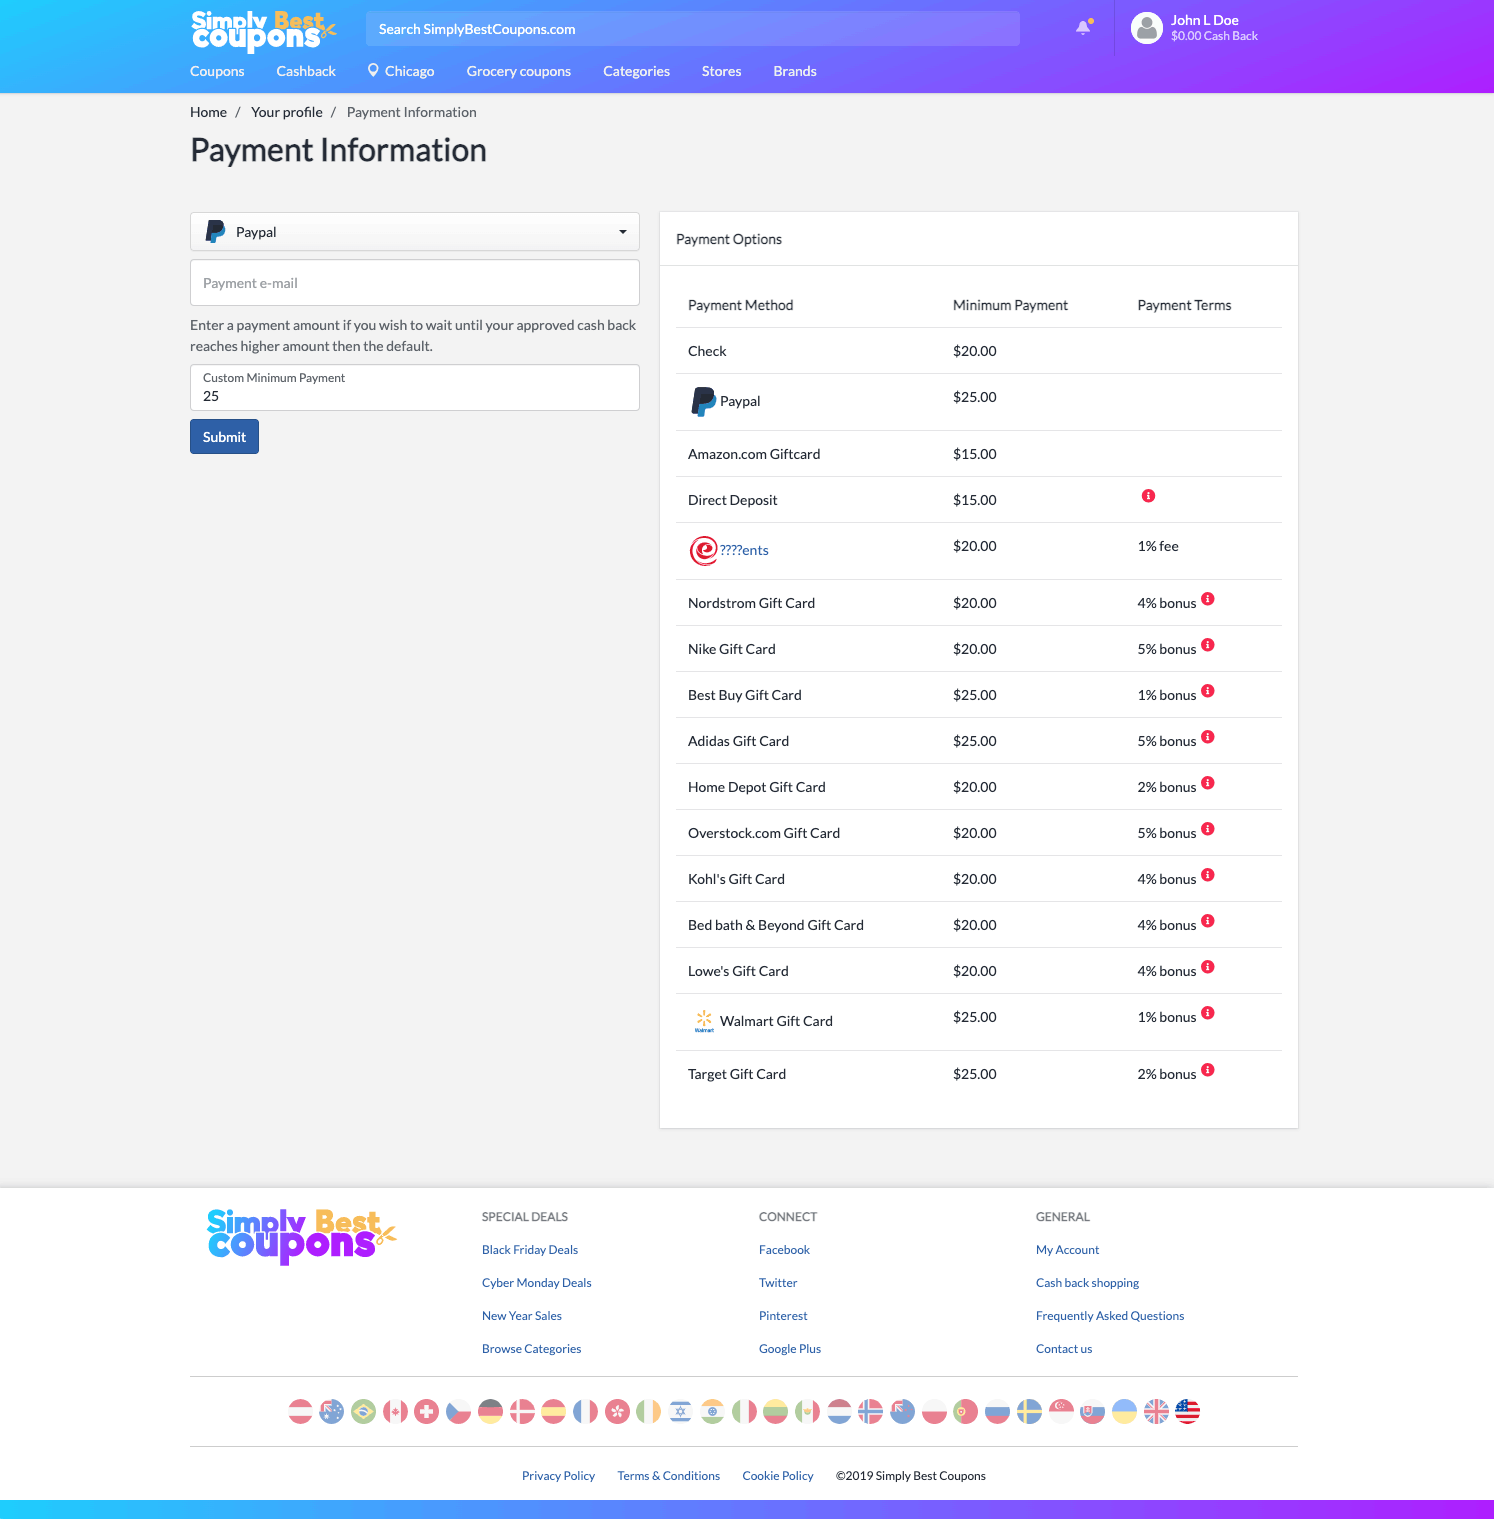 Simply Best coupons
Search SimplyBestCoupons.com
John L Doe
$0.00 Cash Back
Coupons Cashback Chicago Grocery coupons Categories Stores Brands
Home / Your profile / Payment Information
Payment Information
Paypal
Payment e-mail
Enter a payment amount if you wish to wait until your approved cash back
reaches higher amount then the default.
Custom Minimum Payment
25
Submit
Payment Options
Payment Method Minimum Payment Payment Terms
Check $20.00
Paypal $25.00
Amazon.com Giftcard $15.00
Direct Deposit $15.00
????ents $20.00 1% fee
Nordstrom Gift Card $20.00 4% bonus
Nike Gift Card $20.00 5% bonus
Best Buy Gift Card $25.00 1% bonus
Adidas Gift Card $25.00 5% bonus
Home Depot Gift Card $20.00 2% bonus
Overstock.com Gift Card $20.00 5% bonus
Kohl's Gift Card $20.00 4% bonus
Bed bath & Beyond Gift Card $20.00 4% bonus
Lowe's Gift Card $20.00 4% bonus
Walmart Walmart Gift Card $25.00 1% bonus
Target Gift Card $25.00 2% bonus
Simply Best coupons
SPECIAL DEALS
Black Friday Deals
Cyber Monday Deals
New Year Sales
Browse Categories
CONNECT
Facebook
Twitter
Pinterest
Google Plus
GENERAL
My Account
Cash back shopping
Frequently Asked Questions
Contact us
Privacy Policy Terms & Conditions Cookie Policy ©2019 Simply Best Coupons